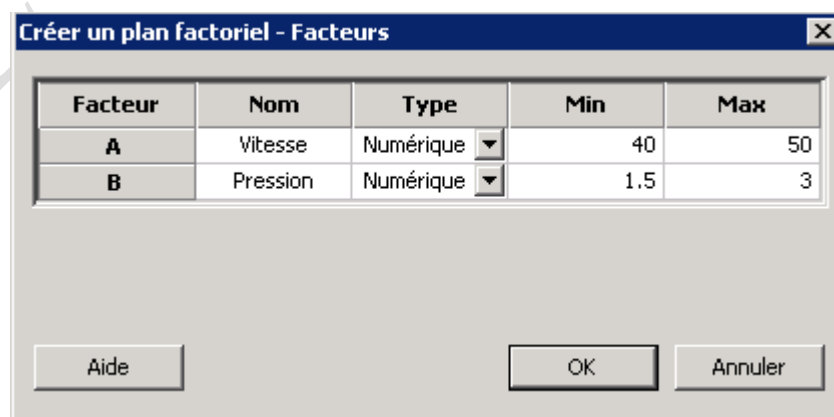 Créer un plan factoriel - Facteurs
Facteur Nom Type Min Max
A Vitesse Numérique 40 50
B Pression Numérique 1.5 3
Aide OK Annuler